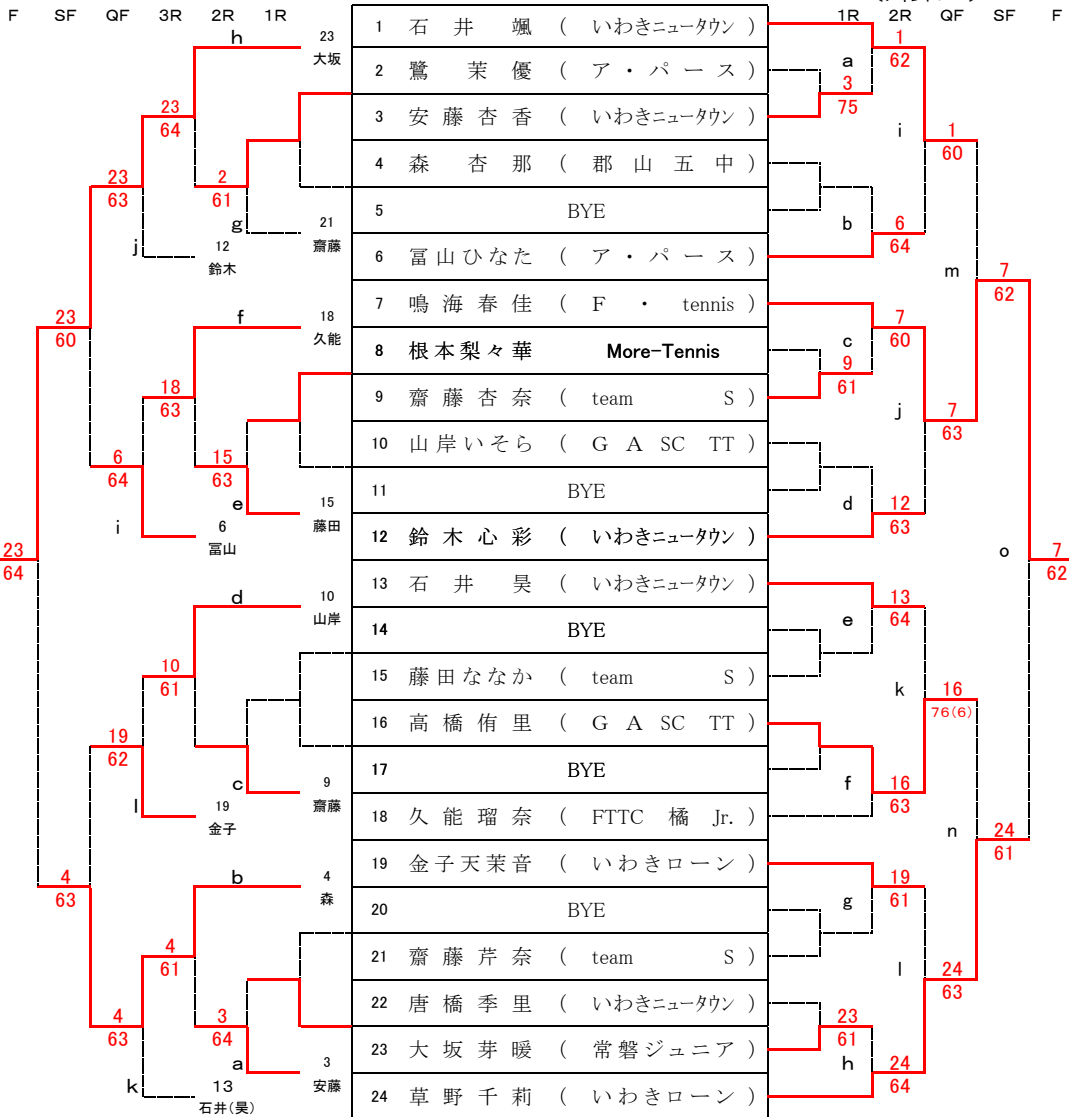 F SF QF 3R 2R 1R
1R 2R QF SF F
1 石井 颯 ( いわきニュータウン )
2 鷺 茉優 ( ア・パース )
3 安藤杏香 ( いわきニュータウン )
4 森 杏那 ( 郡山五中 )
5 BYE
6 冨山ひなた ( ア・パース )
7 鳴海春佳 ( F・tennis )
8 根本梨々華 More-Tennis
9 齋藤杏奈 ( team S )
10 山岸いそら ( G A SC TT )
11 BYE
12 鈴木心彩 ( いわきニュータウン )
13 石井 昊 ( いわきニュータウン )
14 BYE
15 藤田ななか ( team S )
16 高橋侑里 ( G A SC TT )
17 BYE
18 久能瑠奈 ( FTTC 橘 Jr. )
19 金子天茉音 ( いわきローン )
20 BYE
21 齋藤芹奈 ( team S )
22 唐橋季里 ( いわきニュータウン )
23 大坂芽暖 ( 常磐ジュニア )
24 草野千莉 ( いわきローン )
h
23
大坂
23
64
23
63
2
61
g
21
齋藤
j
12
鈴木
23
60
f
18
久能
18
63
6
64
15
63
e
15
藤田
i
6
冨山
23
64
d
10
山岸
10
61
19
62
c
9
齋藤
l
19
金子
4
63
b
4
森
4
61
4
63
3
64
a
3
安藤
k
13
石井(昊)
1
62
a
3
75
i
1
60
b
6
64
m
7
62
7
60
c
9
61
j
7
63
d
12
63
o
7
62
13
64
e
k
16
76(6)
f
16
63
n
24
61
19
61
g
l
24
63
23
61
h
24
64